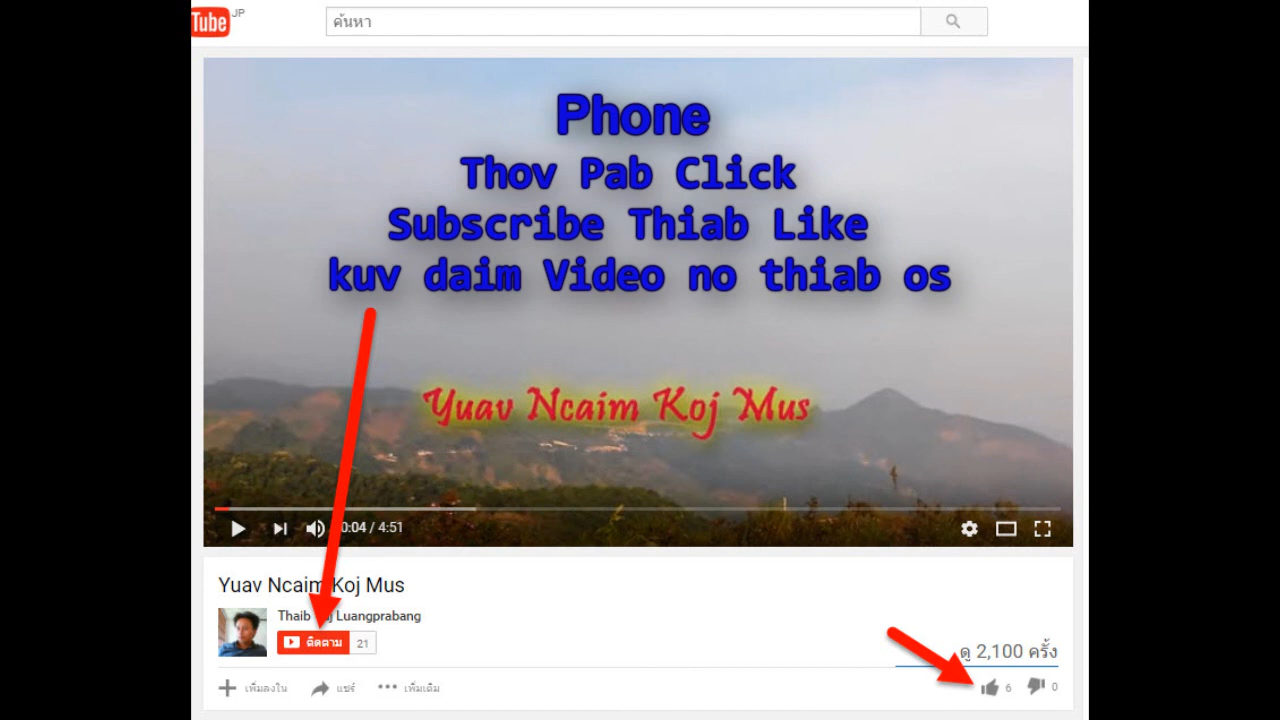 Tube JP
ค้นหา
Phone
Thov Pab Click
Subscribe Thiab Like
kuv daim Video no thiab os
Yuav Ncaim Koj Mus
0:04 / 4:51
Yuav Ncaim Koj Mus
Thaib Luangprabang
ติดตาม 21
ดู 2,100 ครั้ง
เพิ่มลงใน แชร์ เพิ่มเติม 6 0